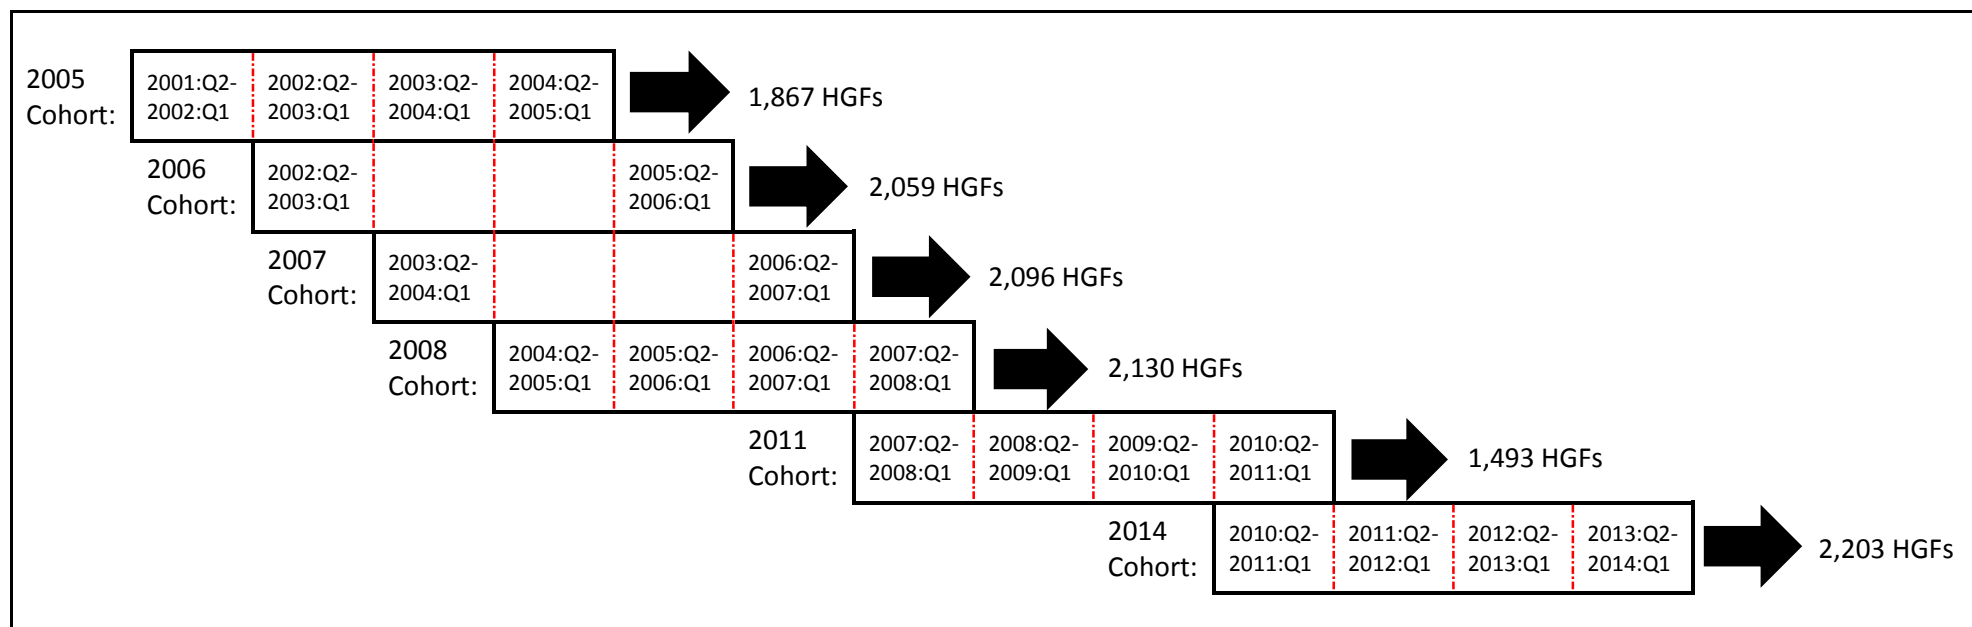 2005
Cohort:
2001:Q2-
2002:Q1
2002:Q2-
2003:Q1
2003:Q2-
2004:Q1
2004:Q2-
2005:Q1
1,867 HGFs
2006
Cohort:
2002:Q2-
2003:Q1
2005:Q2-
2006:Q1
2,059 HGFs
2007
Cohort:
2003:Q2-
2004:Q1
2006:Q2-
2007:Q1
2,096 HGFs
2008
Cohort:
2004:Q2-
2005:Q1
2005:Q2-
2006:Q1
2006:Q2-
2007:Q1
2007:Q2-
2008:Q1
2,130 HGFs
2011
Cohort:
2007:Q2-
2008:Q1
2008:Q2-
2009:Q1
2009:Q2-
2010:Q1
2010:Q2-
2011:Q1
1,493 HGFs
2014
Cohort:
2010:Q2-
2011:Q1
2011:Q2-
2012:Q1
2012:Q2-
2013:Q1
2013:Q2-
2014:Q1
2,203 HGFs